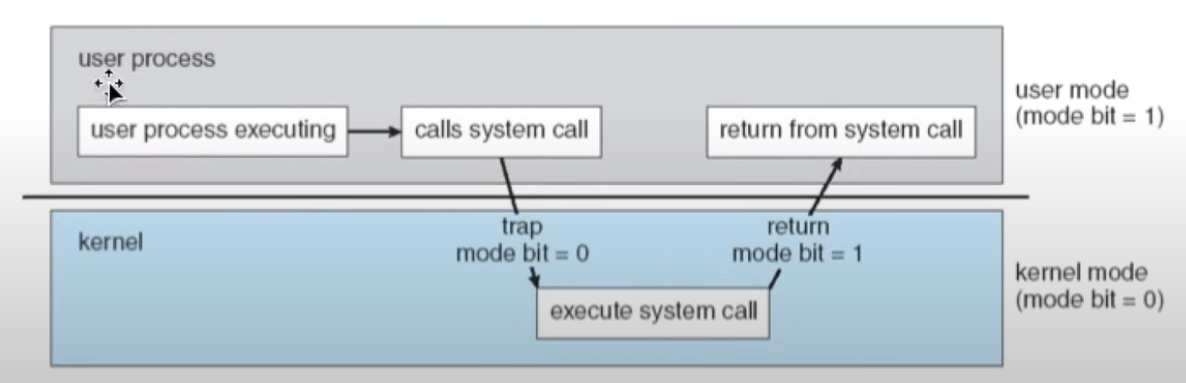 user process
user process executing
calls system call
return from system call
user mode
(mode bit = 1)
kernel
trap
mode bit = 0
return
mode bit = 1
execute system call
kernel mode
(mode bit = 0)